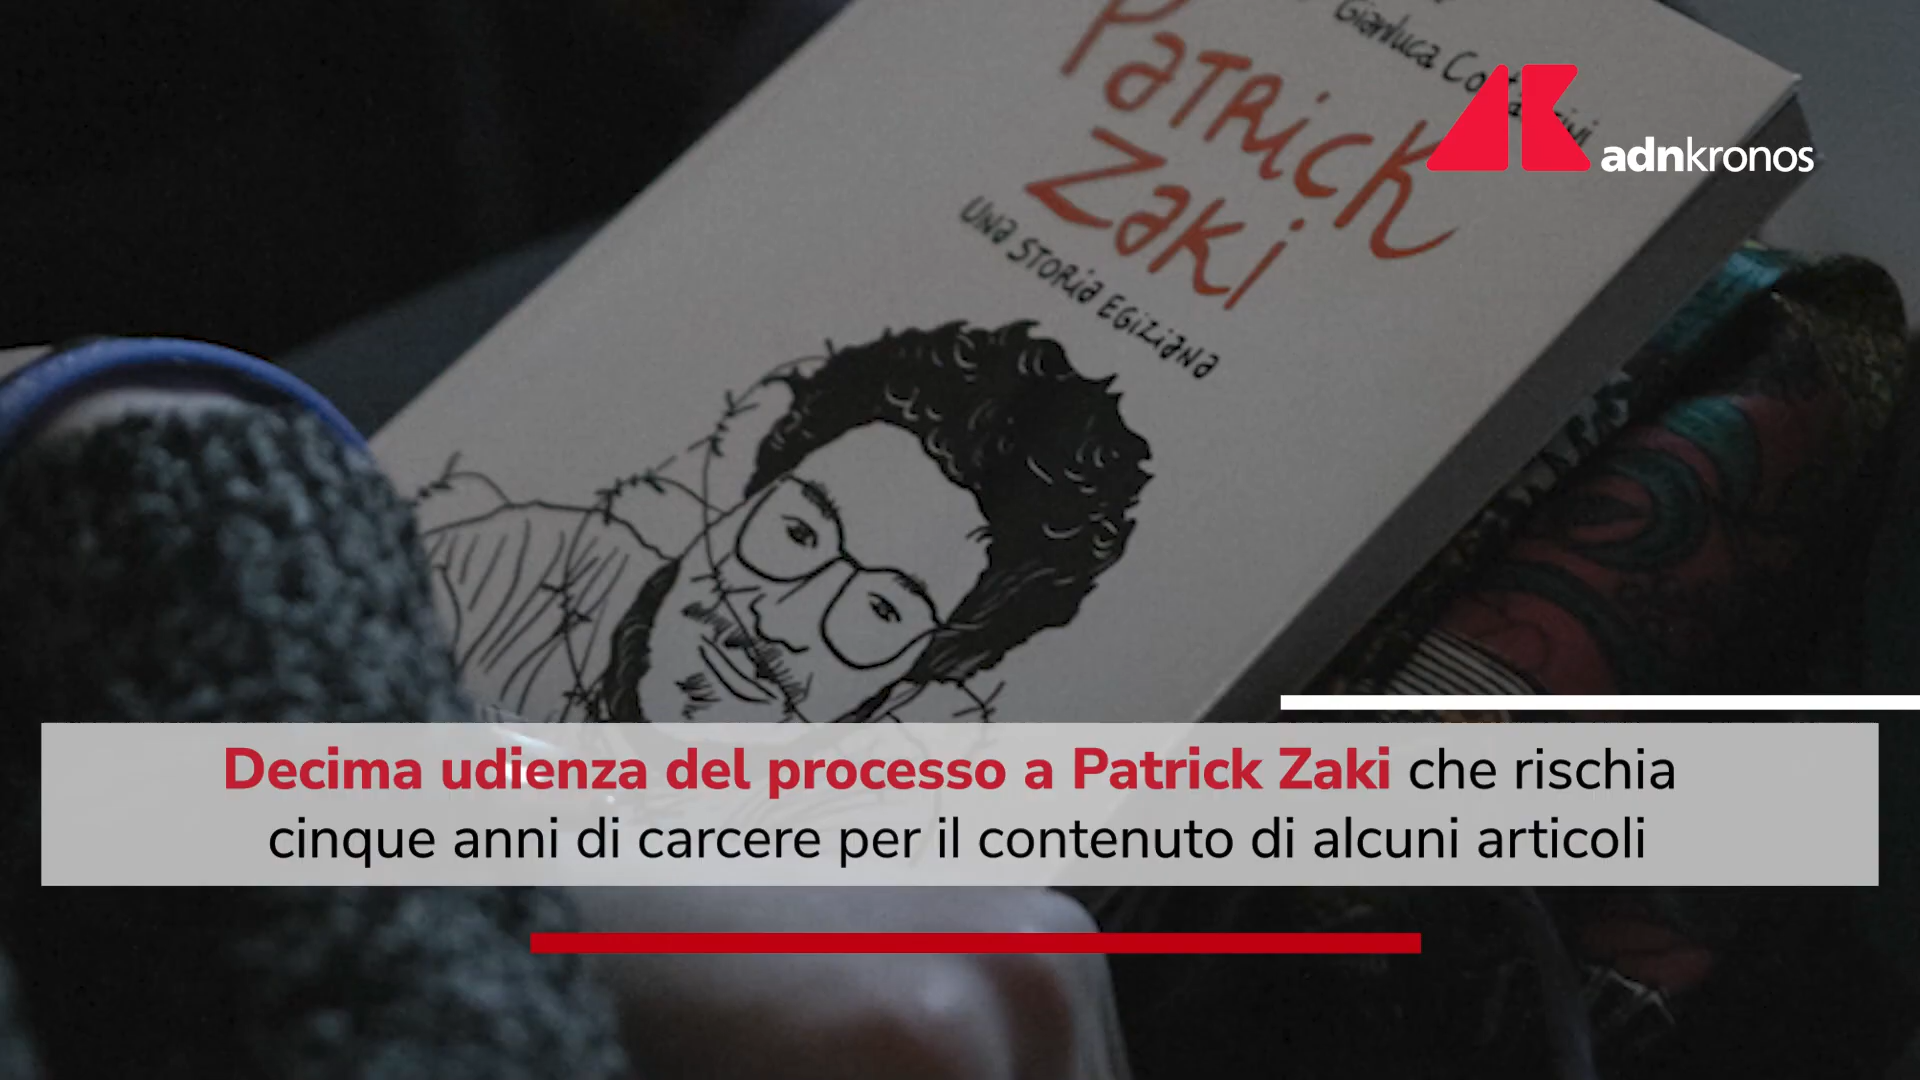 Gianluca
PaTRiCK
Zaki
UNa STORia EGiZiaNa
adnkronos
Decima udienza del processo a Patrick Zaki che rischia
cinque anni di carcere per il contenuto di alcuni articoli